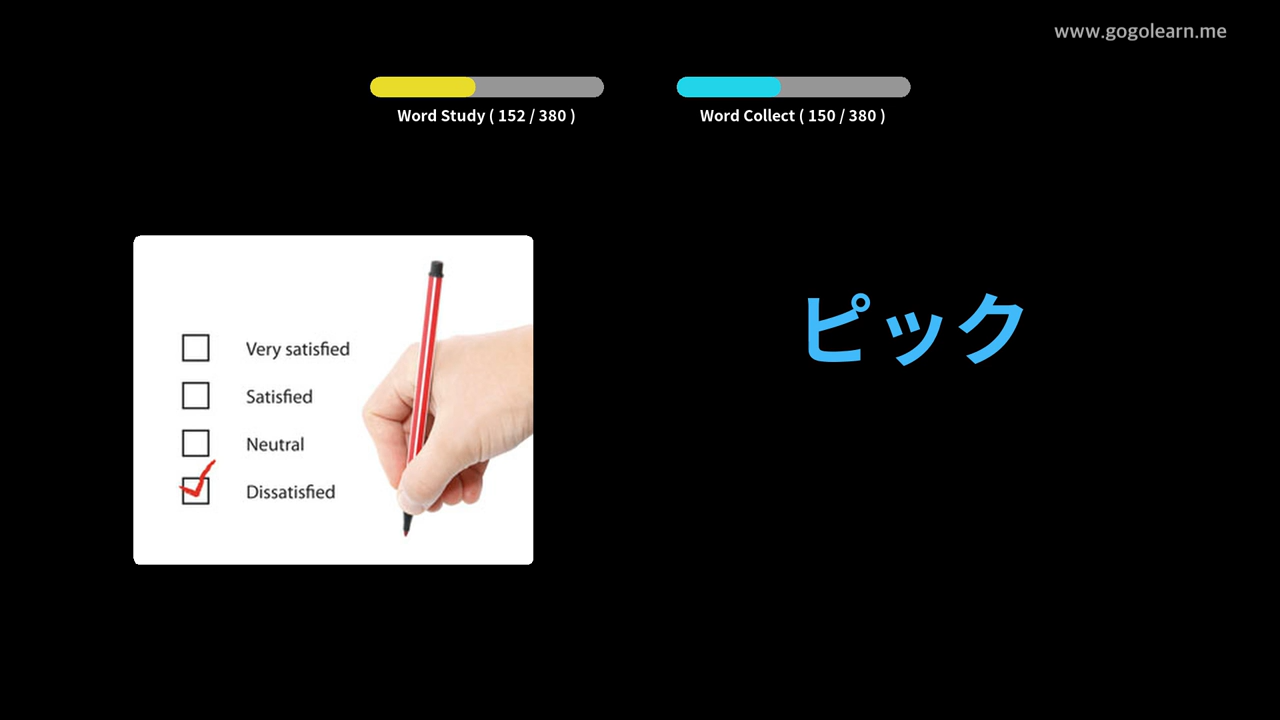 www.gogolearn.me
Word Study ( 152 / 380 )
Word Collect ( 150 / 380 )
Very satisfied
Satisfied
Neutral
Dissatisfied
ピック